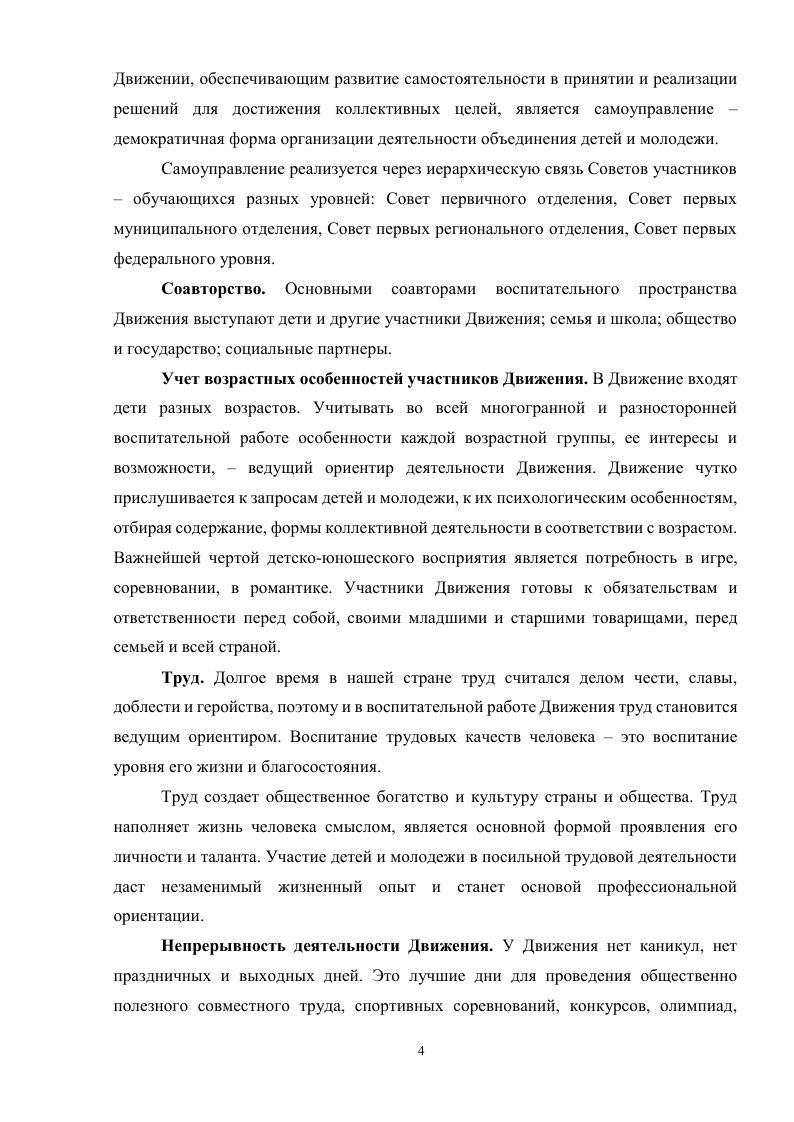 Движении, обеспечивающим развитие самостоятельности в принятии и реализации
решений для достижения коллективных целей, является самоуправление –
демократичная форма организации деятельности объединения детей и молодежи.
Самоуправление реализуется через иерархическую связь Советов участников
– обучающихся разных уровней: Совет первичного отделения, Совет первых
муниципального отделения, Совет первых регионального отделения, Совет первых
федерального уровня.
Соавторство. Основными соавторами воспитательного пространства
Движения выступают дети и другие участники Движения; семья и школа; общество
и государство; социальные партнеры.
Учет возрастных особенностей участников Движения. В Движение входят
дети разных возрастов. Учитывать во всей многогранной и разносторонней
воспитательной работе особенности каждой возрастной группы, ее интересы и
возможности, – ведущий ориентир деятельности Движения. Движение чутко
прислушивается к запросам детей и молодежи, к их психологическим особенностям,
отбирая содержание, формы коллективной деятельности в соответствии с возрастом.
Важнейшей чертой детско-юношеского восприятия является потребность в игре,
соревновании, в романтике. Участники Движения готовы к обязательствам и
ответственности перед собой, своими младшими и старшими товарищами, перед
семьей и всей страной.
Труд. Долгое время в нашей стране труд считался делом чести, славы,
доблести и геройства, поэтому и в воспитательной работе Движения труд становится
ведущим ориентиром. Воспитание трудовых качеств человека – это воспитание
уровня его жизни и благосостояния.
Труд создает общественное богатство и культуру страны и общества. Труд
наполняет жизнь человека смыслом, является основной формой проявления его
личности и таланта. Участие детей и молодежи в посильной трудовой деятельности
даст незаменимый жизненный опыт и станет основой профессиональной
ориентации.
Непрерывность деятельности Движения. У Движения нет каникул, нет
праздничных и выходных дней. Это лучшие дни для проведения общественно
полезного совместного труда, спортивных соревнований, конкурсов, олимпиад,
4